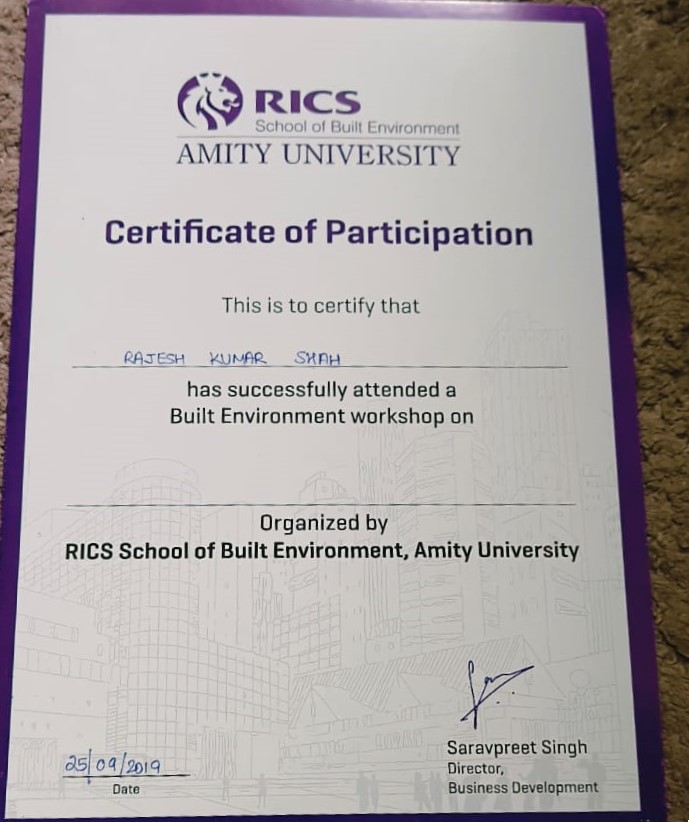 RICS
School of Built Environment
AMITY UNIVERSITY
Certificate of Participation
This is to certify that
RAJESH KUMAR SHAH
has successfully attended a
Built Environment workshop on
Organized by
RICS School of Built Environment, Amity University
25/09/2019
Date
Saravpreet Singh
Director,
Business Development